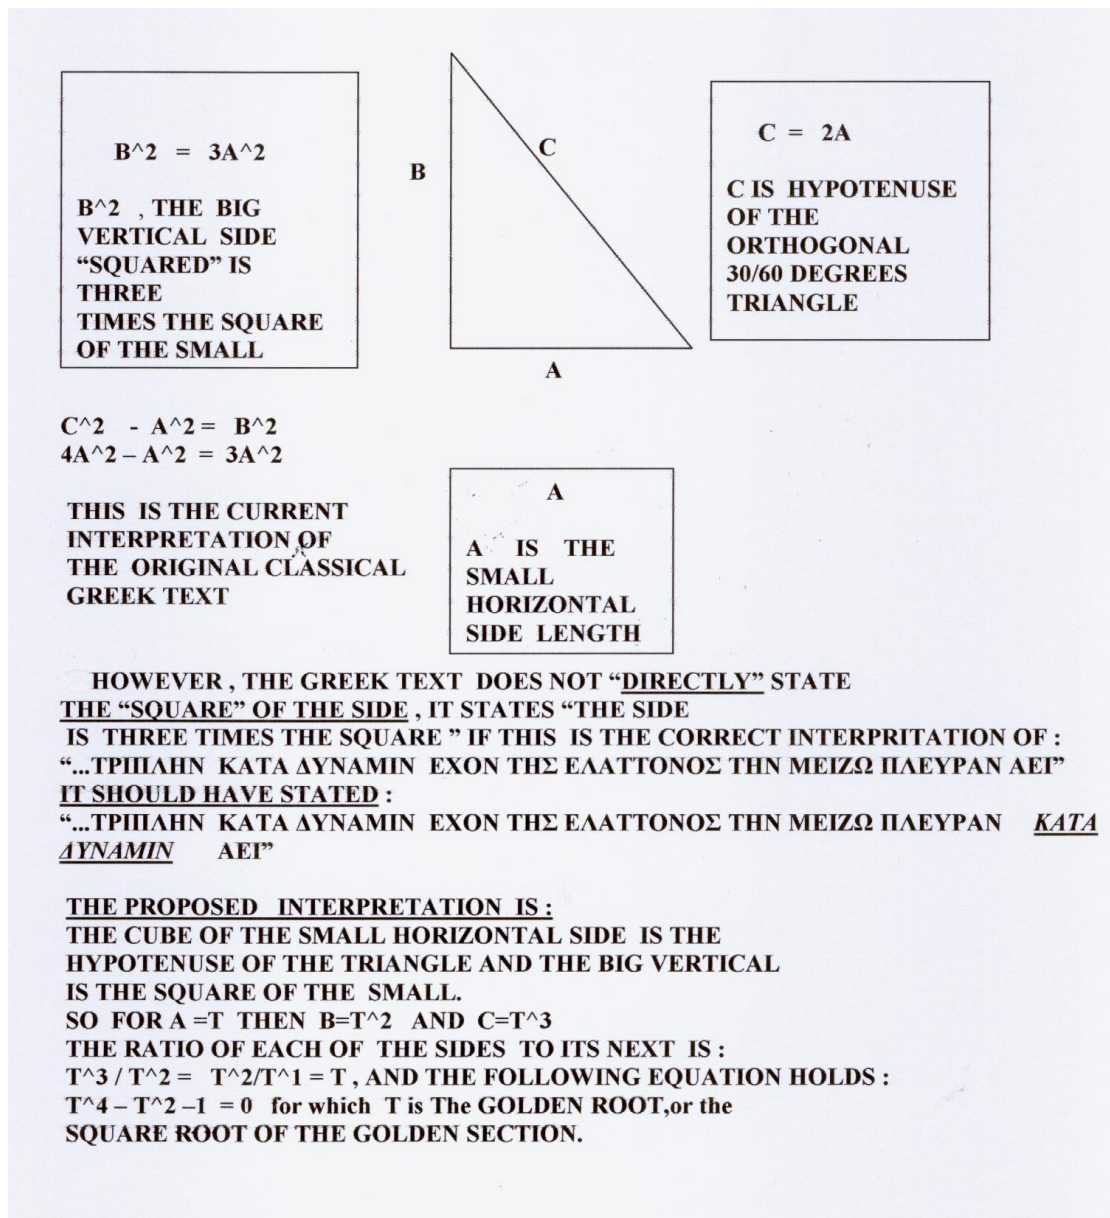 B^2 = 3A^2
B^2 , THE BIG
VERTICAL SIDE
“SQUARED” IS
THREE
TIMES THE SQUARE
OF THE SMALL
B
C
A
C = 2A
C IS HYPOTENUSE
OF THE
ORTHOGONAL
30/60 DEGREES
TRIANGLE
C^2 - A^2 = B^2
4A^2 – A^2 = 3A^2
THIS IS THE CURRENT
INTERPRETATION OF
THE ORIGINAL CLASSICAL
GREEK TEXT
A
A IS THE
SMALL
HORIZONTAL
SIDE LENGTH
HOWEVER , THE GREEK TEXT DOES NOT “DIRECTLY” STATE
THE “SQUARE” OF THE SIDE , IT STATES “THE SIDE
IS THREE TIMES THE SQUARE ” IF THIS IS THE CORRECT INTERPRITATION OF :
“...ΤΡΙΠΛΗΝ ΚΑΤΑ ΔΥΝΑΜΙΝ ΕΧΟΝ ΤΗΣ ΕΛΑΤΤΟΝΟΣ ΤΗΝ ΜΕΙΖΩ ΠΛΕΥΡΑΝ ΑΕΙ”
IT SHOULD HAVE STATED :
“...ΤΡΙΠΛΗΝ ΚΑΤΑ ΔΥΝΑΜΙΝ ΕΧΟΝ ΤΗΣ ΕΛΑΤΤΟΝΟΣ ΤΗΝ ΜΕΙΖΩ ΠΛΕΥΡΑΝ ΚΑΤΑ
ΔΥΝΑΜΙΝ ΑΕΙ”
THE PROPOSED INTERPRETATION IS :
THE CUBE OF THE SMALL HORIZONTAL SIDE IS THE
HYPOTENUSE OF THE TRIANGLE AND THE BIG VERTICAL
IS THE SQUARE OF THE SMALL.
SO FOR A =T THEN B=T^2 AND C=T^3
THE RATIO OF EACH OF THE SIDES TO ITS NEXT IS :
T^3 / T^2 = T^2/T^1 = T , AND THE FOLLOWING EQUATION HOLDS :
T^4 – T^2 –1 = 0 for which T is The GOLDEN ROOT,or the
SQUARE ROOT OF THE GOLDEN SECTION.